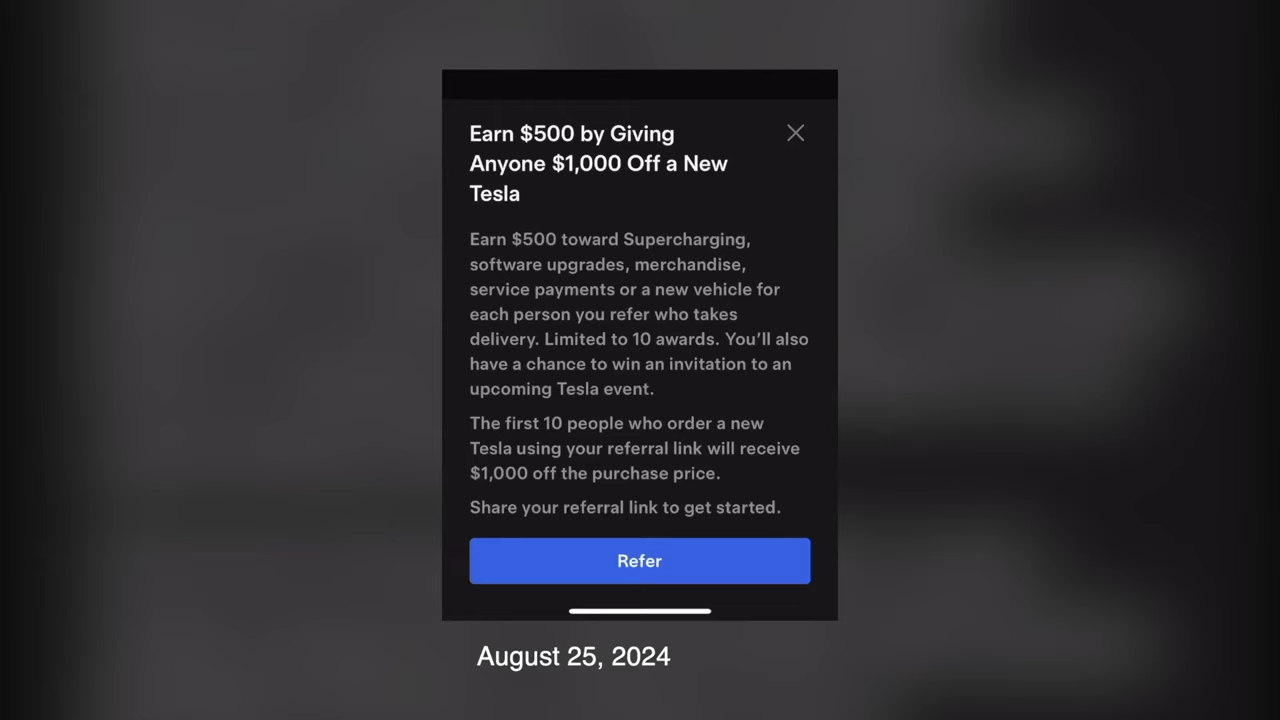 Earn $500 by Giving
Anyone $1,000 Off a New
Tesla
Earn $500 toward Supercharging,
software upgrades, merchandise,
service payments or a new vehicle for
each person you refer who takes
delivery. Limited to 10 awards. You’ll also
have a chance to win an invitation to an
upcoming Tesla event.
The first 10 people who order a new
Tesla using your referral link will receive
$1,000 off the purchase price.
Share your referral link to get started.
Refer
August 25, 2024